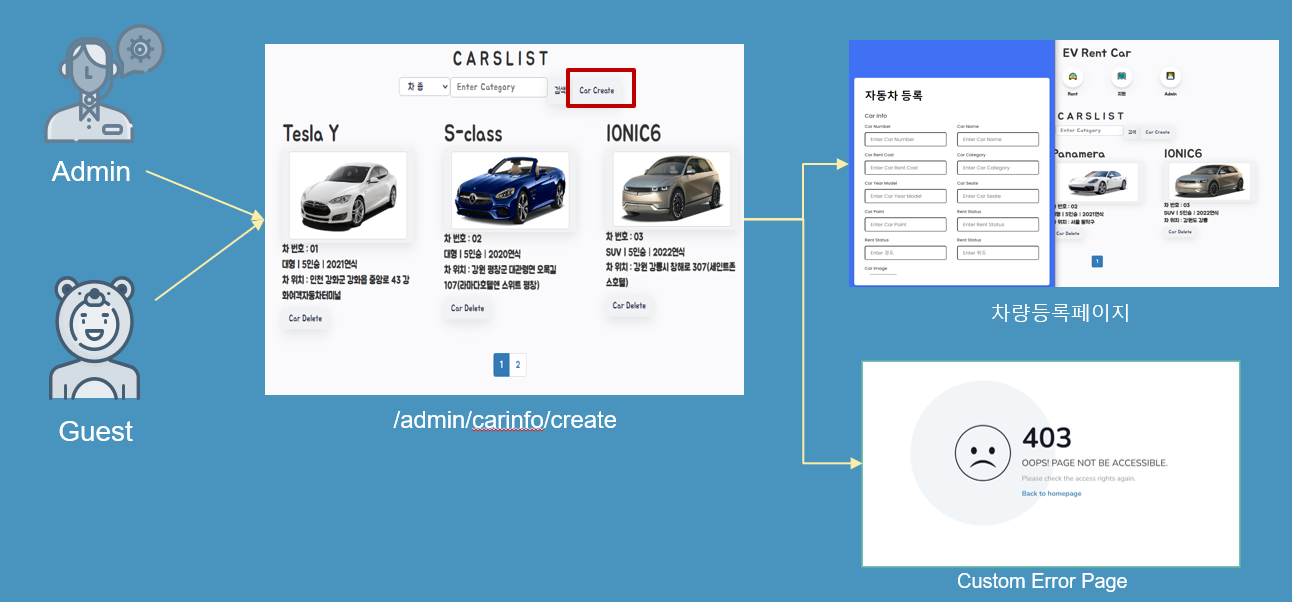 Admin
Guest
CARSLIST
차 종
Enter Category
검색
Car Create
Tesla Y
차 번호 : 01
대형 | 5인승 | 2021연식
차 위치 : 인천 강화군 강화읍 중앙로 43 강
화여객자동차터미널
Car Delete
S-class
차 번호 : 02
대형 | 5인승 | 2020연식
차 위치 : 강원 평창군 대관령면 오목길
107(라마다호텔앤 스위트 평창)
Car Delete
IONIC6
차 번호 : 03
SUV | 5인승 | 2022연식
차 위치 : 강원 강릉시 창해로 307(세인트존
스호텔)
Car Delete
1 2
/admin/carinfo/create
자동차 등록
Car Info
Car Number
Car Name
Enter Car Number
Enter Car Name
Car Rent Cost
Car Category
Enter Car Rent Cost
Enter Car Category
Car Year Model
Car Seate
Enter Car Year Model
Enter Car Seate
Car Point
Rent Status
Enter Car Point
Enter Rent Status
Rent Status
Rent Status
Enter 경도
Enter 위도
Car Image
EV Rent Car
Rent
지원
Admin
CARSLIST
Enter Category
검색
Car Create
Panamera
차 번호 : 02
대형 | 5인승 | 2021연식
차 위치 : 서울 동작구
Car Delete
IONIC6
차 번호 : 03
SUV | 5인승 | 2022연식
차 위치 : 강원도 강릉
Car Delete
1
차량등록페이지
403
OOPS! PAGE NOT BE ACCESSIBLE.
Please check the access rights again.
Back to homepage
Custom Error Page